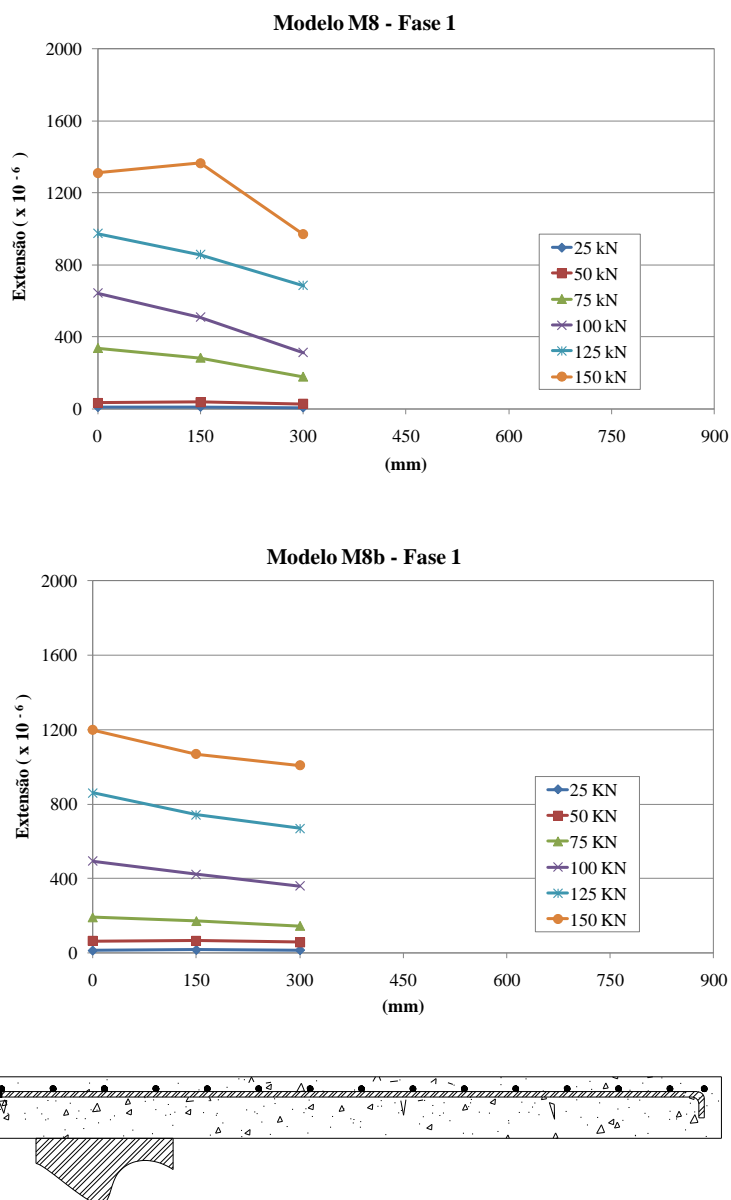 Modelo M8 - Fase 1
2000
1600
1200
800
400
0
Extensão ( x 10 -6 )
0 150 300 450 600 750 900
(mm)
25 kN
50 kN
75 kN
100 kN
125 kN
150 kN
Modelo M8b - Fase 1
2000
1600
1200
800
400
0
Extensão ( x 10 -6 )
0 150 300 450 600 750 900
(mm)
25 KN
50 KN
75 KN
100 KN
125 KN
150 KN